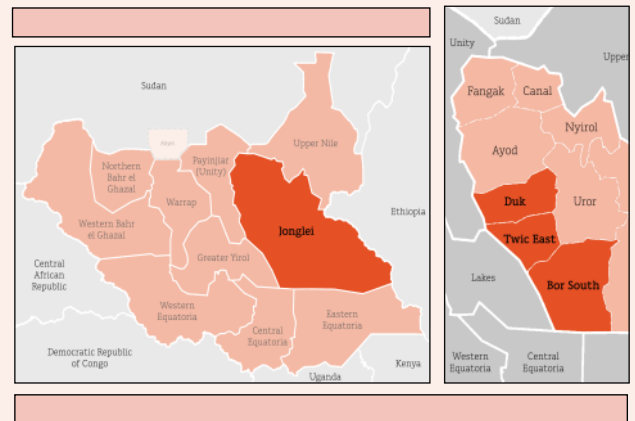 Sudan
Abyei
Northern
Bahr el
Ghazal
Payinjiar
(Unity)
Upper Nile
Warrap
Western Bahr
el Ghazal
Jonglei
Ethiopia
Greater Yirol
Central
African
Republic
Western
Equatoria
Central
Equatoria
Eastern
Equatoria
Democratic Republic
of Congo
Uganda
Kenya
Sudan
Unity
Upper
Fangak
Canal
Nyirol
Ayod
Duk
Uror
Twic East
Lakes
Bor South
Western
Equatoria
Central
Equatoria